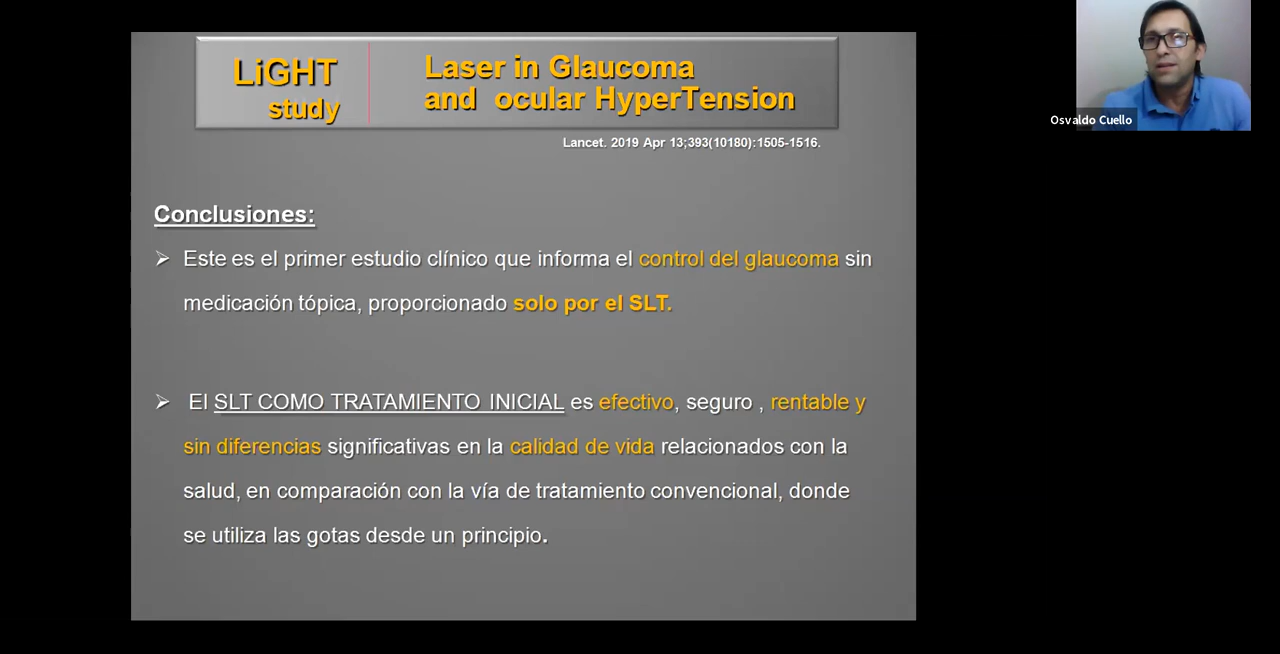 LiGHT
study
Laser in Glaucoma
and ocular HyperTension
Lancet. 2019 Apr 13;393(10180):1505-1516.
Osvaldo Cuello
Conclusiones:
➢ Este es el primer estudio clínico que informa el control del glaucoma sin
medicación tópica, proporcionado solo por el SLT.
➢ El SLT COMO TRATAMIENTO INICIAL es efectivo, seguro , rentable y
sin diferencias significativas en la calidad de vida relacionados con la
salud, en comparación con la vía de tratamiento convencional, donde
se utiliza las gotas desde un principio.